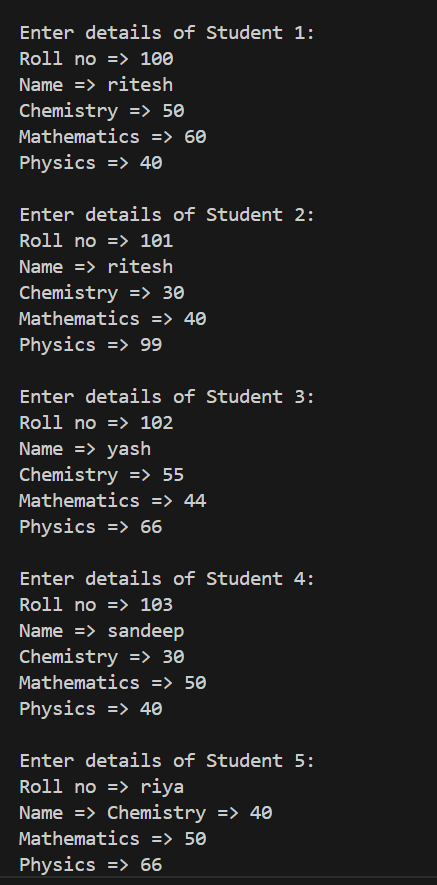 Enter details of Student 1:
Roll no => 100
Name => ritesh
Chemistry => 50
Mathematics => 60
Physics => 40
Enter details of Student 2:
Roll no => 101
Name => ritesh
Chemistry => 30
Mathematics => 40
Physics => 99
Enter details of Student 3:
Roll no => 102
Name => yash
Chemistry => 55
Mathematics => 44
Physics => 66
Enter details of Student 4:
Roll no => 103
Name => sandeep
Chemistry => 30
Mathematics => 50
Physics => 40
Enter details of Student 5:
Roll no => riya
Name => Chemistry => 40
Mathematics => 50
Physics => 66